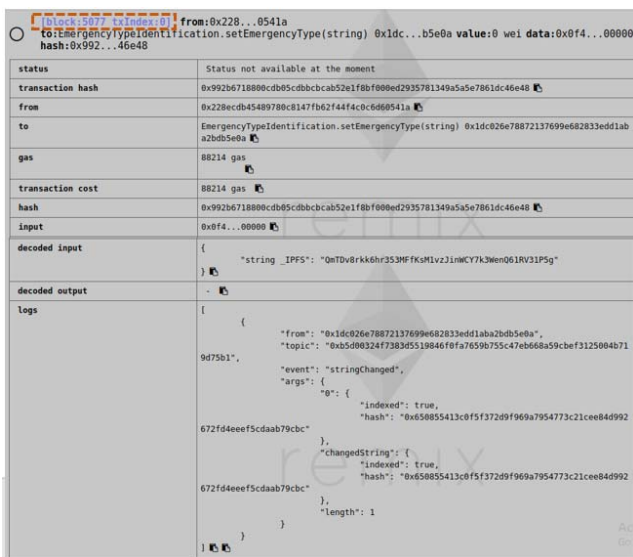 [block:5077 txIndex:0] from:0x228...0541a
to:EmergencyTypeIdentification.setEmergencyType(string) 0x1dc...b5e0a value:0 wei data:0x0f4...00000
hash:0x992...46e48
status Status not available at the moment
transaction hash 0x992b6718800cdb05cdbbcbcab52e1f8bf000ed2935781349a5a5e7861dc46e48
from 0x228ecdb45489780c8147fb62f44f4c0c6d60541a
to EmergencyTypeIdentification.setEmergencyType(string) 0x1dc026e78872137699e682833edd1ab
a2bdb5e0a
gas 88214 gas
transaction cost 88214 gas
hash 0x992b6718800cdb05cdbbcbcab52e1f8bf000ed2935781349a5a5e7861dc46e48
input 0x0f4...00000
decoded input {
"string _IPFS": "QmTDv8rkk6hr353MFfKsM1vzJinWCY7k3WenQ61RV31P5g"
}
decoded output -
logs [
{
"from": "0x1dc026e78872137699e682833edd1aba2bdb5e0a",
"topic": "0xb5d00324f7383d5519846f0fa7659b755c47eb668a59cbef3125004b71
9d75b1",
"event": "stringChanged",
"args": {
"0": {
"indexed": true,
"hash": "0x650855413c0f5f372d9f969a7954773c21cee84d992
672fd4eeef5cdaab79cbc"
},
"changedString": {
"indexed": true,
"hash": "0x650855413c0f5f372d9f969a7954773c21cee84d992
672fd4eeef5cdaab79cbc"
},
"length": 1
}
}
]
remix
remix